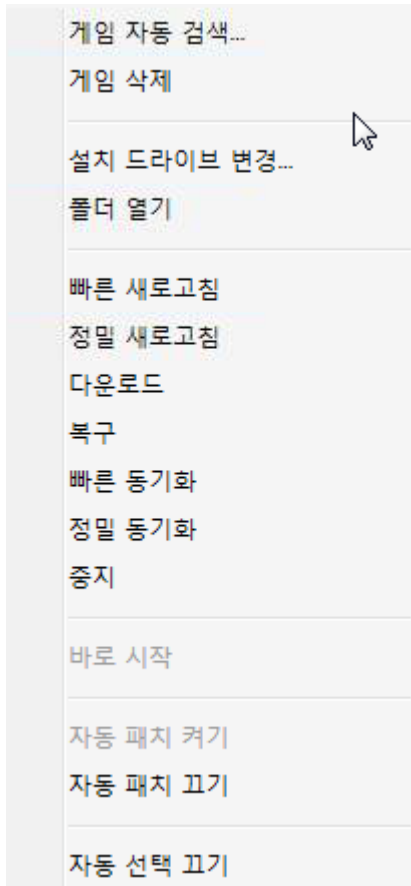 게임 자동 검색...
게임 삭제
설치 드라이브 변경...
폴더 열기
빠른 새로고침
정밀 새로고침
다운로드
복구
빠른 동기화
정밀 동기화
중지
바로 시작
자동 패치 켜기
자동 패치 끄기
자동 선택 끄기